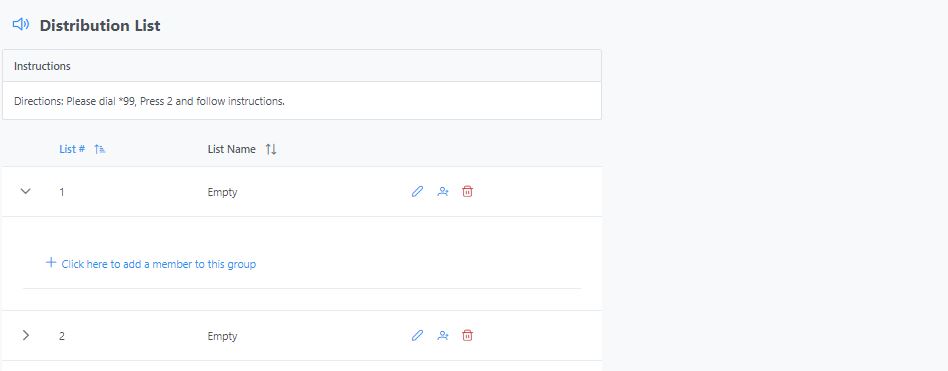 Distribution List
Instructions
Directions: Please dial *99, Press 2 and follow instructions.
List # List Name
1 Empty
+ Click here to add a member to this group
2 Empty